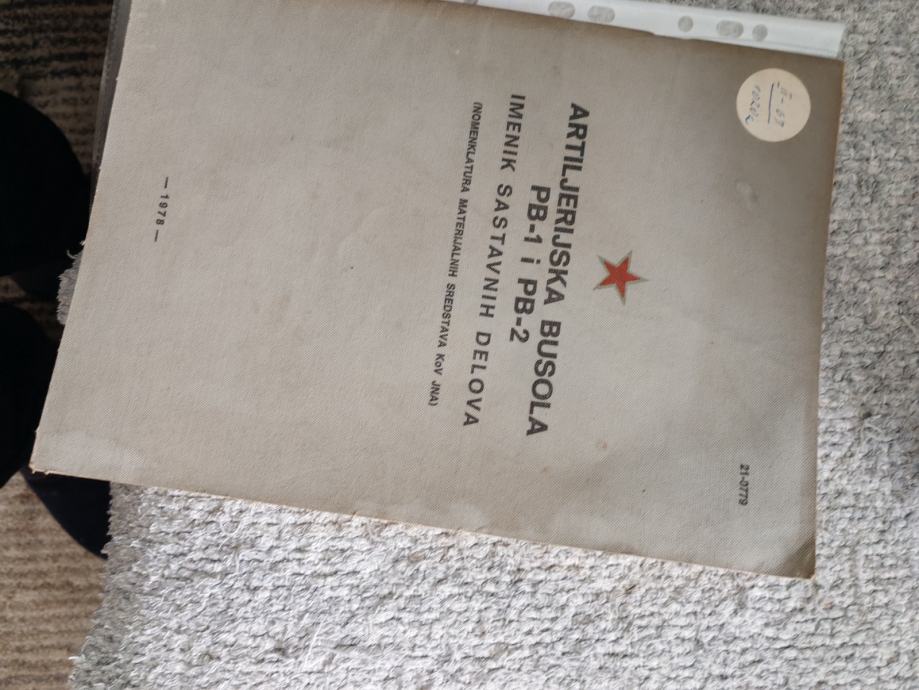 21-0779
ARTILJERIJSKA BUSOLA
PB-1 i PB-2
IMENIK SASTAVNIH DELOVA
(NOMENKLATURA MATERIJALNIH SREDSTAVA KoV JNA)
— 1978 —